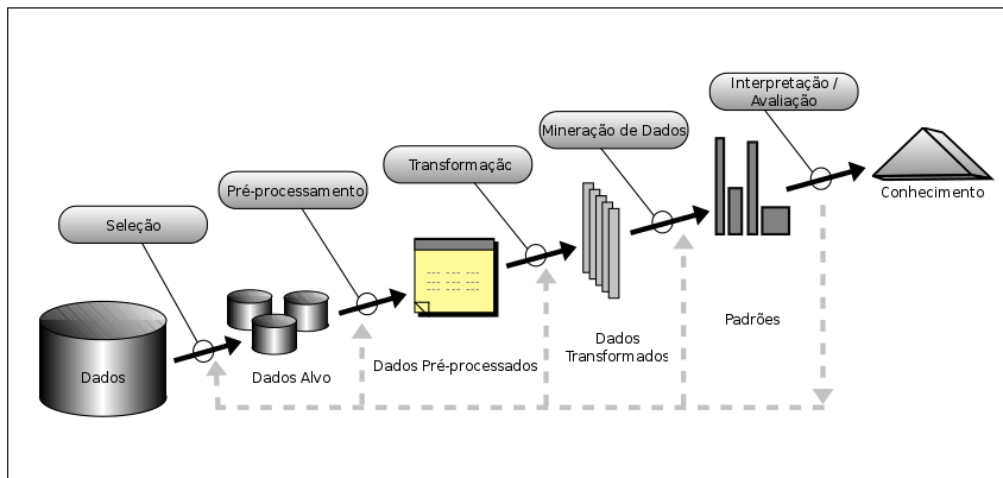 Interpretação /
Avaliação
Mineração de Dados
Transformação
Pré-processamento
Seleção
Conhecimento
Padrões
Dados
Transformados
Dados Pré-processados
Dados Alvo
Dados